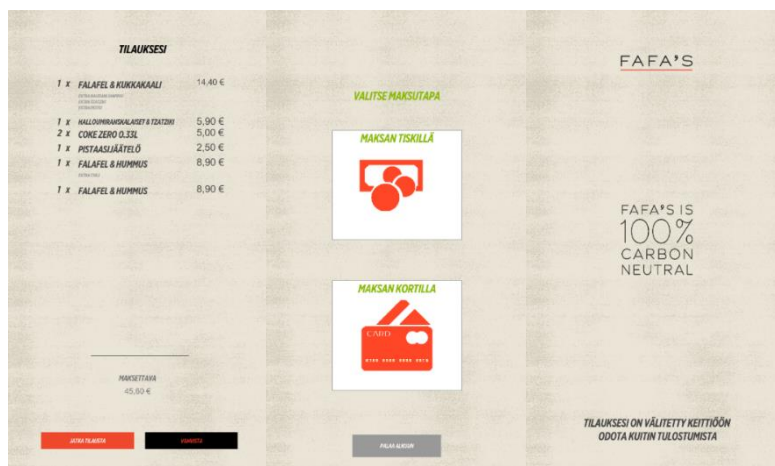 TILAUKSESI
1 x FALAFEL & KUKKAKAALI 14,40 €
1 x HALLOUMIRANSKALAISET & TZATZIKI 5,90 €
2 x COKE ZERO 0.33L 5,00 €
1 x PISTAASIJÄÄTELÖ 2,50 €
1 x FALAFEL & HUMMUS 8,90 €
1 x FALAFEL & HUMMUS 8,90 €
MAKSETTAVA
45,60 €
JATKA TILAUSTA
VAHVISTA
VALITSE MAKSUTAPA
MAKSAN TISKILLÄ
MAKSAN KORTILLA
CARD
PALAA ALKUUN
FAFA'S
FAFA'S IS
100%
CARBON
NEUTRAL
TILAUKSESI ON VÄLITETTY KEITTIÖÖN
ODOTA KUITIN TULOSTUMISTA